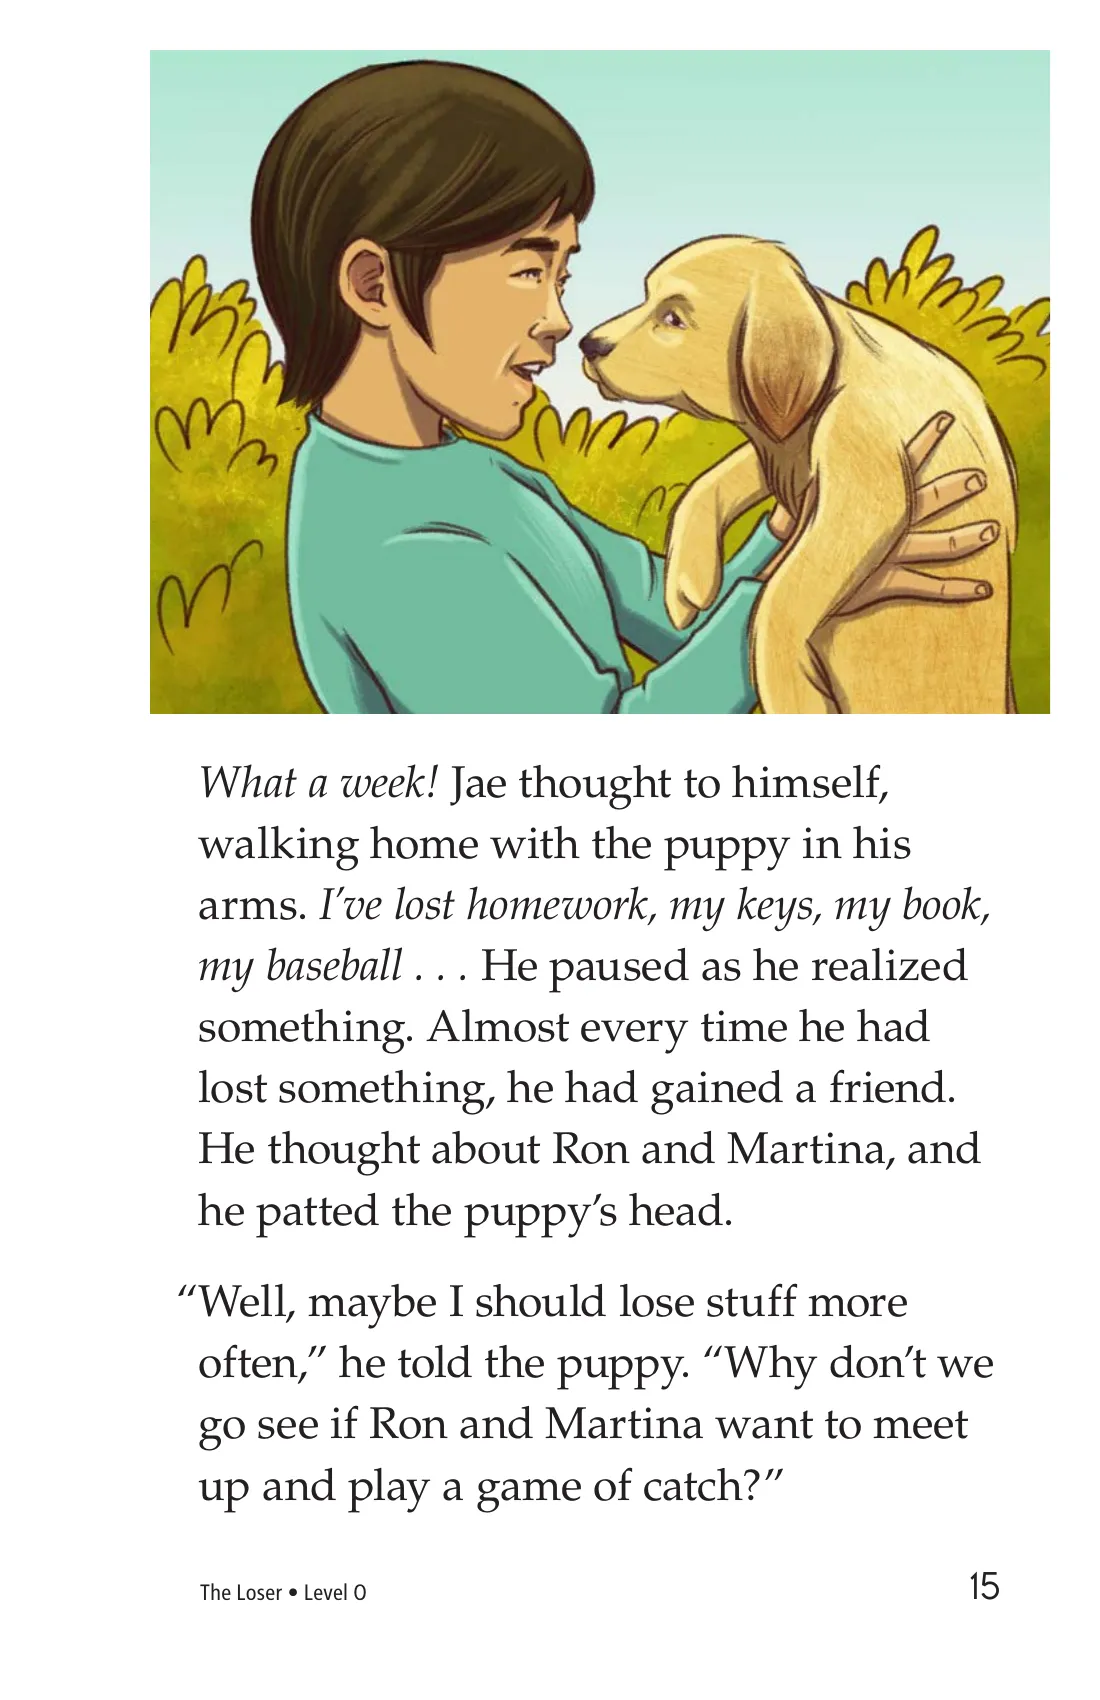 What a week! Jae thought to himself,
walking home with the puppy in his
arms. I’ve lost homework, my keys, my book,
my baseball . . . He paused as he realized
something. Almost every time he had
lost something, he had gained a friend.
He thought about Ron and Martina, and
he patted the puppy’s head.
“Well, maybe I should lose stuff more
often,” he told the puppy. “Why don’t we
go see if Ron and Martina want to meet
up and play a game of catch?”
The Loser • Level O
15